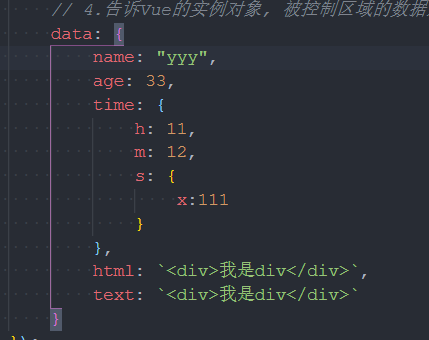 // 4.告诉Vue的实例对象, 被控制区域的数据
data: {
name: "yyy",
age: 33,
time: {
h: 11,
m: 12,
s: {
x:111
}
},
html: `<div>我是div</div>`,
text: `<div>我是div</div>`
}
});